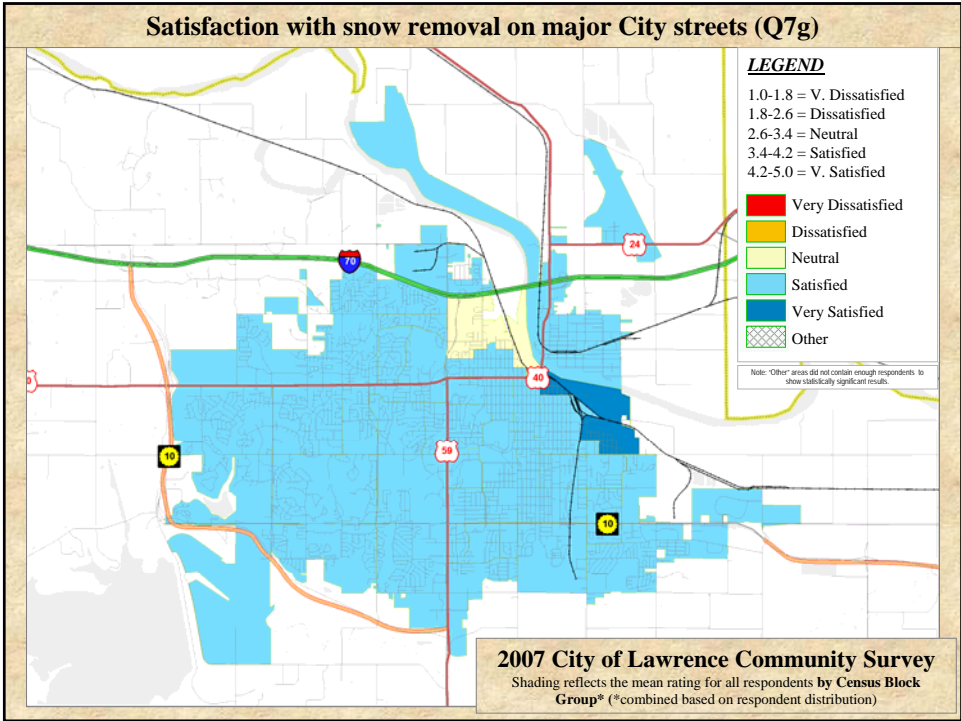 Satisfaction with snow removal on major City streets (Q7g)
LEGEND
1.0-1.8 = V. Dissatisfied
1.8-2.6 = Dissatisfied
2.6-3.4 = Neutral
3.4-4.2 = Satisfied
4.2-5.0 = V. Satisfied
Very Dissatisfied
Dissatisfied
Neutral
Satisfied
Very Satisfied
Other
Note: "Other" areas did not contain enough respondents to
show statistically significant results.
24
70
40
0
59
10
10
2007 City of Lawrence Community Survey
Shading reflects the mean rating for all respondents by Census Block
Group* (*combined based on respondent distribution)